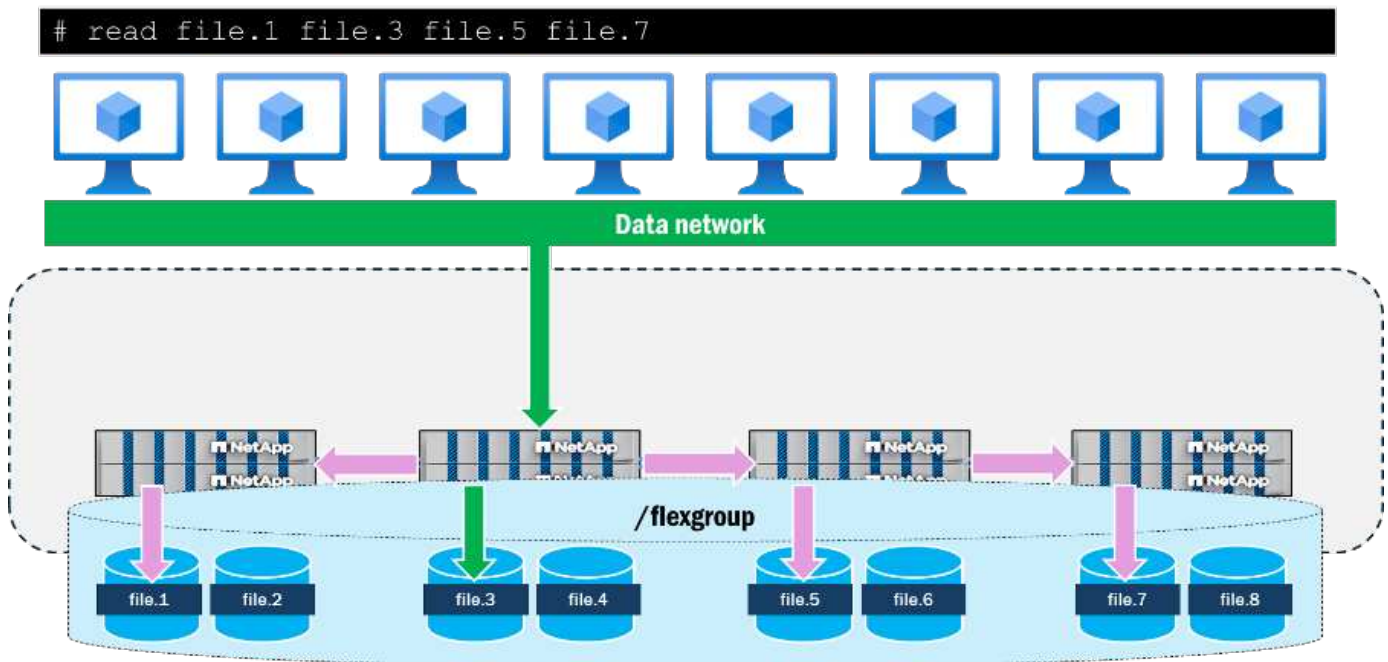 # read file.1 file.3 file.5 file.7
Data network
NetApp NetApp NetApp NetApp
NetApp NetApp NetApp NetApp
/flexgroup
file.1 file.2 file.3 file.4 file.5 file.6 file.7 file.8